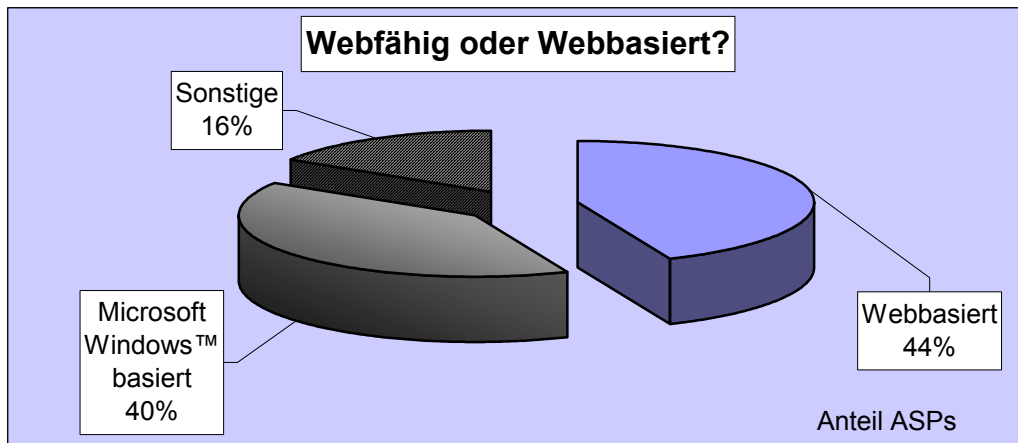 Webfähig oder Webbasiert?
Sonstige
16%
Microsoft
Windows™
basiert
40%
Webbasiert
44%
Anteil ASPs